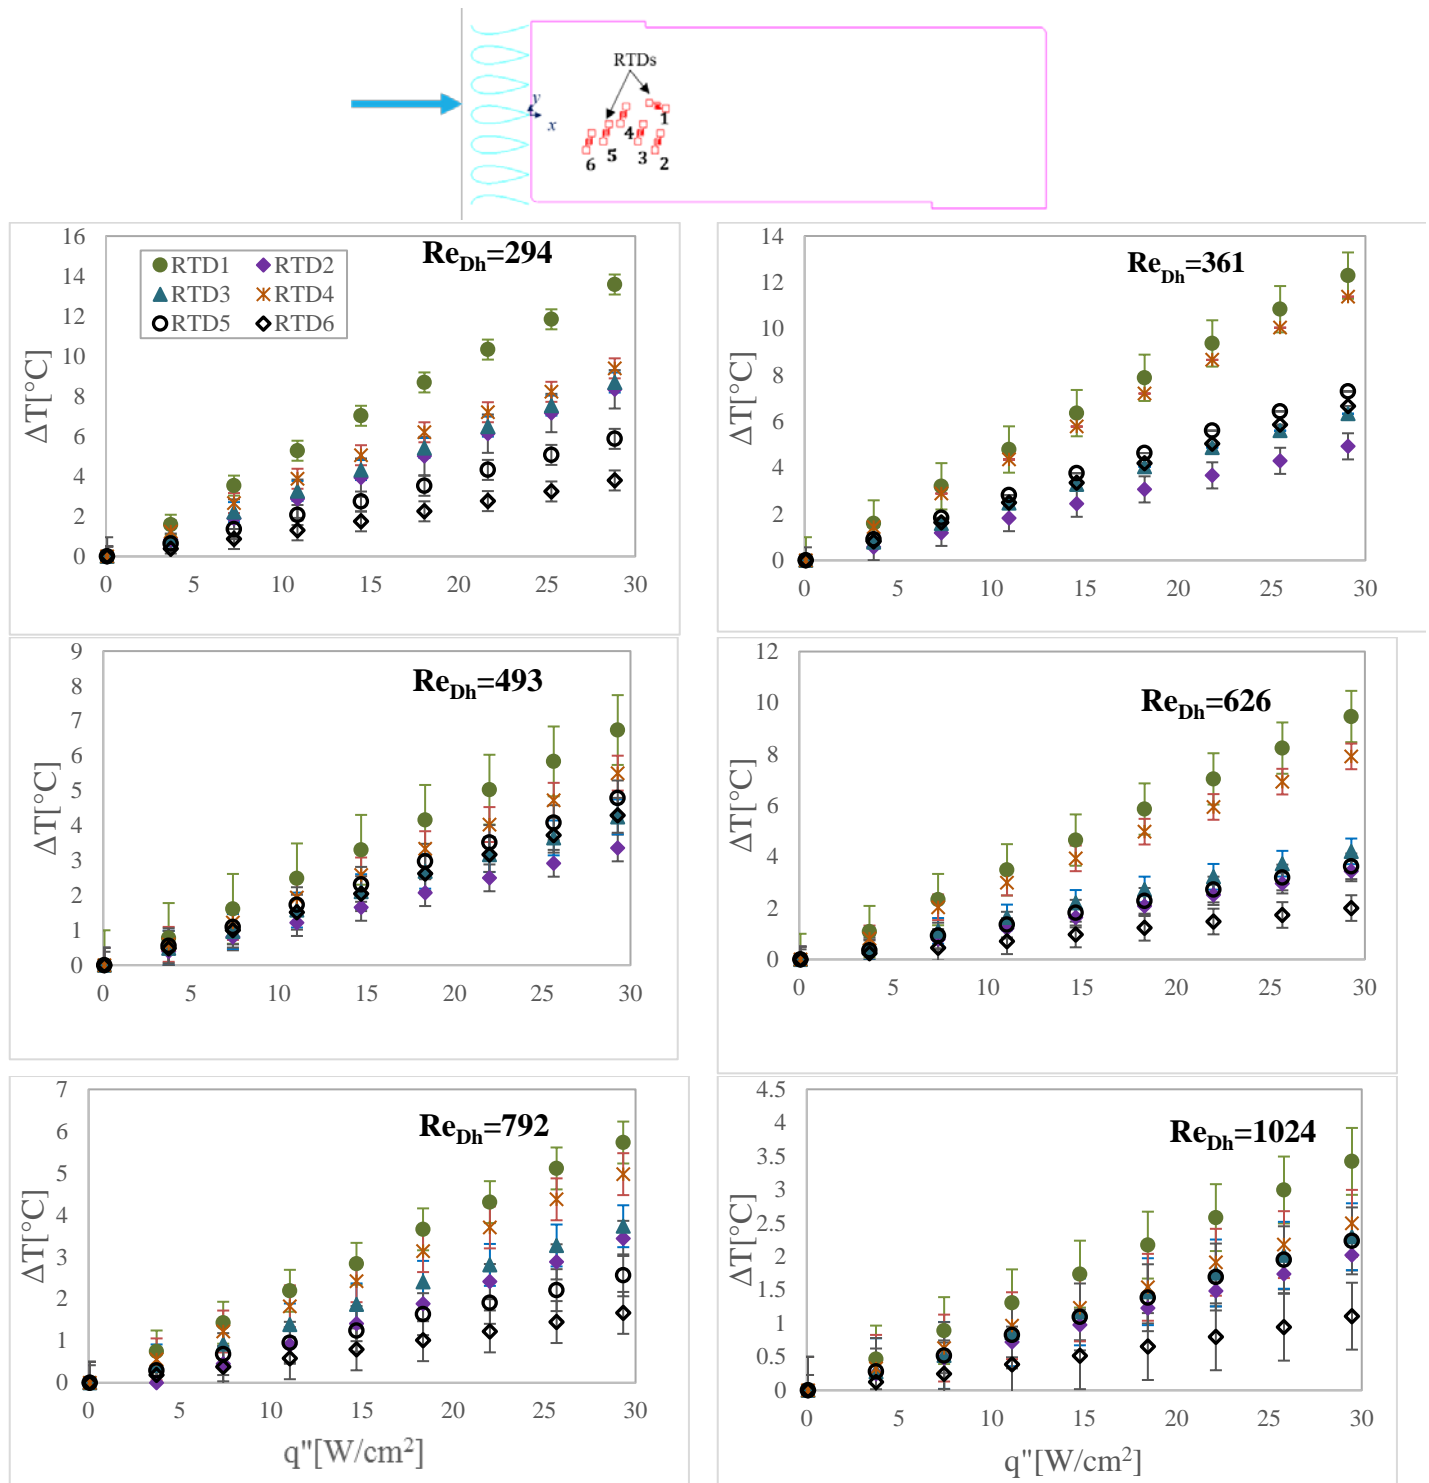 RTDs
y
x
1
4
5
3
2
6
Re_Dh=294
RTD1 RTD2
RTD3 RTD4
RTD5 RTD6
ΔT[°C]
16
14
12
10
8
6
4
2
0
0 5 10 15 20 25 30
Re_Dh=361
ΔT[°C]
14
12
10
8
6
4
2
0
0 5 10 15 20 25 30
Re_Dh=493
ΔT[°C]
9
8
7
6
5
4
3
2
1
0
0 5 10 15 20 25 30
Re_Dh=626
ΔT[°C]
12
10
8
6
4
2
0
0 5 10 15 20 25 30
Re_Dh=792
ΔT[°C]
7
6
5
4
3
2
1
0
0 5 10 15 20 25 30
q"[W/cm²]
Re_Dh=1024
ΔT[°C]
4.5
4
3.5
3
2.5
2
1.5
1
0.5
0
0 5 10 15 20 25 30
q"[W/cm²]